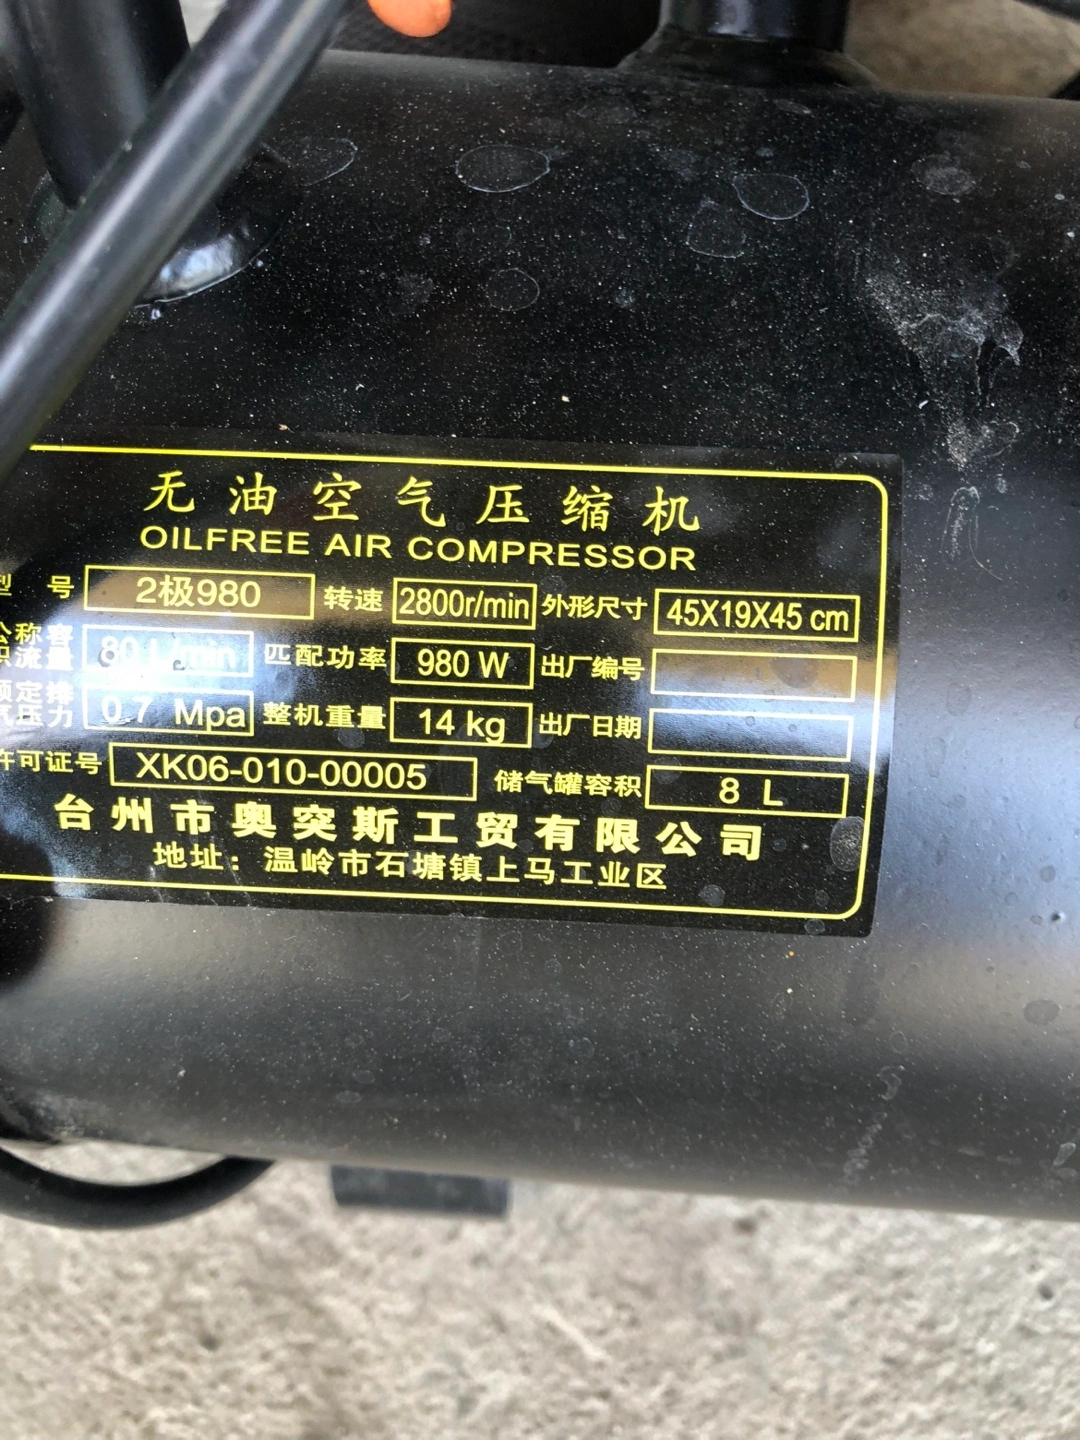 无油空气压缩机
OILFREE AIR COMPRESSOR
型 号 2极980 转速 2800r/min 外形尺寸 45X19X45 cm
公称容积流量 80 L/min 匹配功率 980 W 出厂编号
额定排气压力 0.7 Mpa 整机重量 14 kg 出厂日期
许可证号 XK06-010-00005 储气罐容积 8 L
台州市奥突斯工贸有限公司
地址：温岭市石塘镇上马工业区